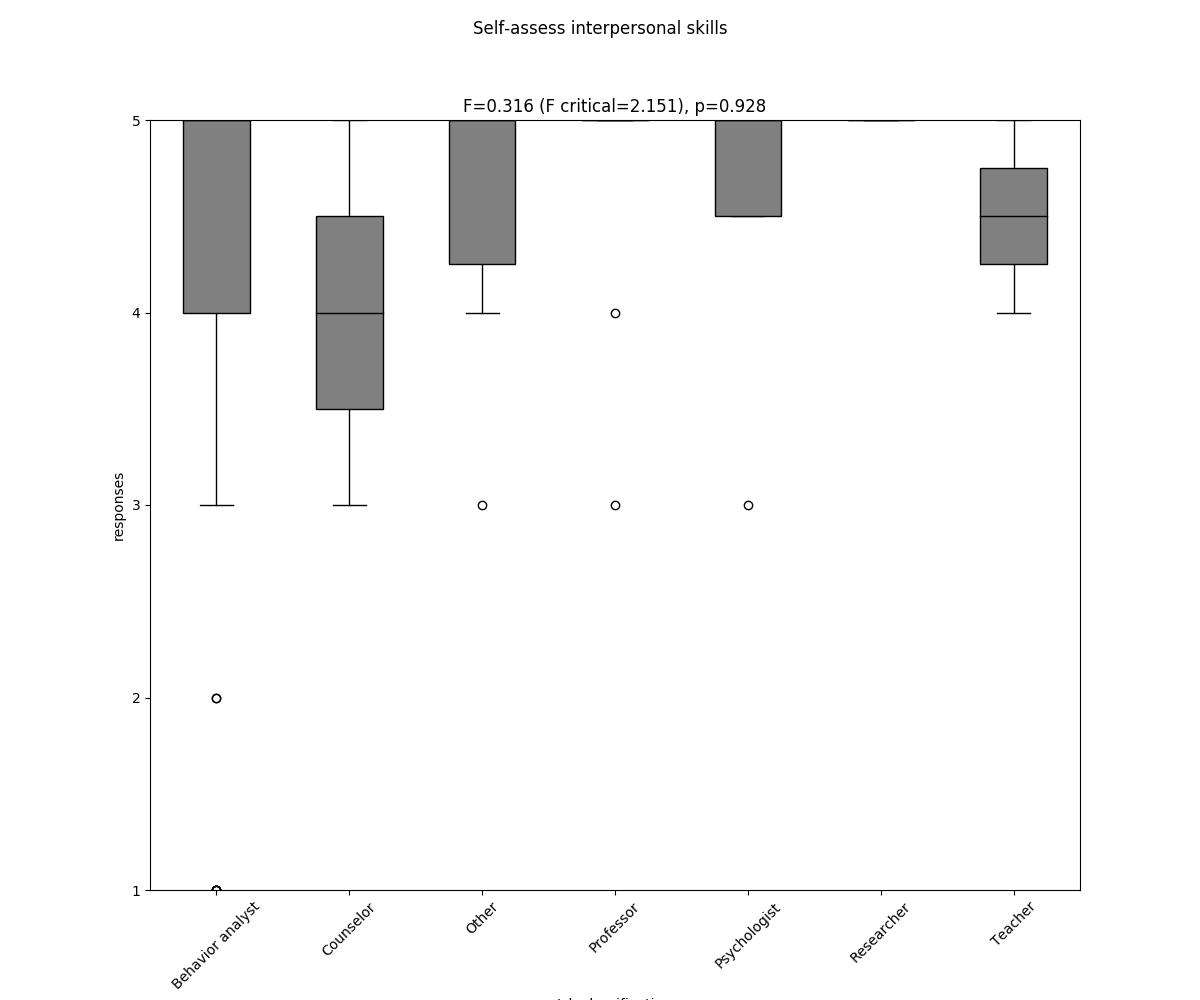 Self-assess interpersonal skills
F=0.316 (F critical=2.151), p=0.928
5
4
3
2
1
responses
Behavior analyst
Counselor
Other
Professor
Psychologist
Researcher
Teacher